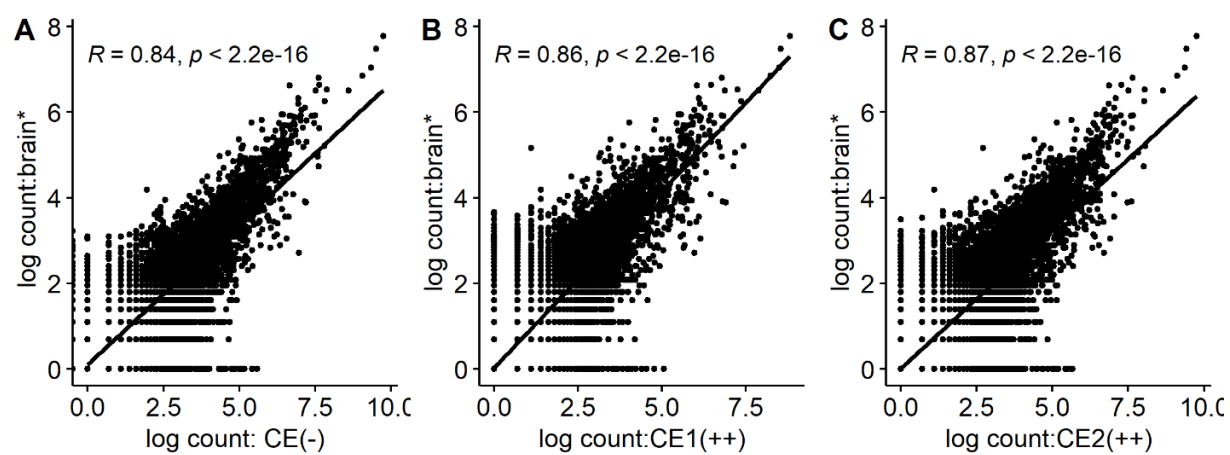 A
R = 0.84, p < 2.2e-16
8
6
4
2
0
log count:brain*
0.0 2.5 5.0 7.5 10.0
log count: CE(-)
B
R = 0.86, p < 2.2e-16
8
6
4
2
0
log count:brain*
0.0 2.5 5.0 7.5
log count:CE1(++)
C
R = 0.87, p < 2.2e-16
8
6
4
2
0
log count:brain*
0.0 2.5 5.0 7.5 10.0
log count:CE2(++)